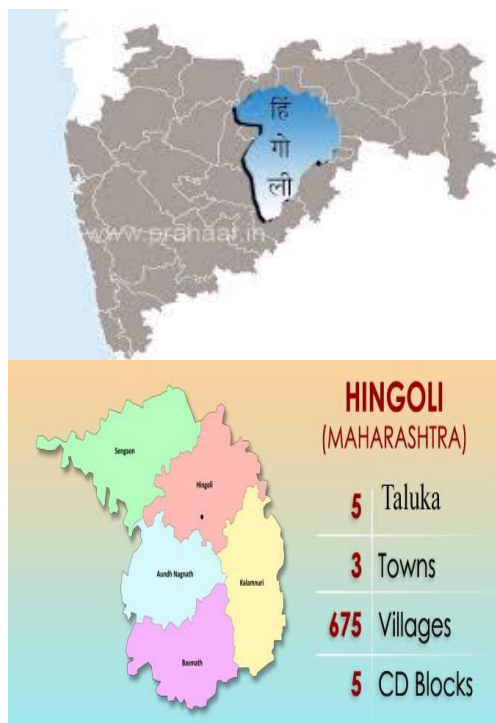 हिं
गो
ली
www.prahaar.in
HINGOLI
(MAHARASHTRA)
5 Taluka
3 Towns
675 Villages
5 CD Blocks
Sengaon
Hingoli
Aundh Nagnath
Kalamnuri
Basmath